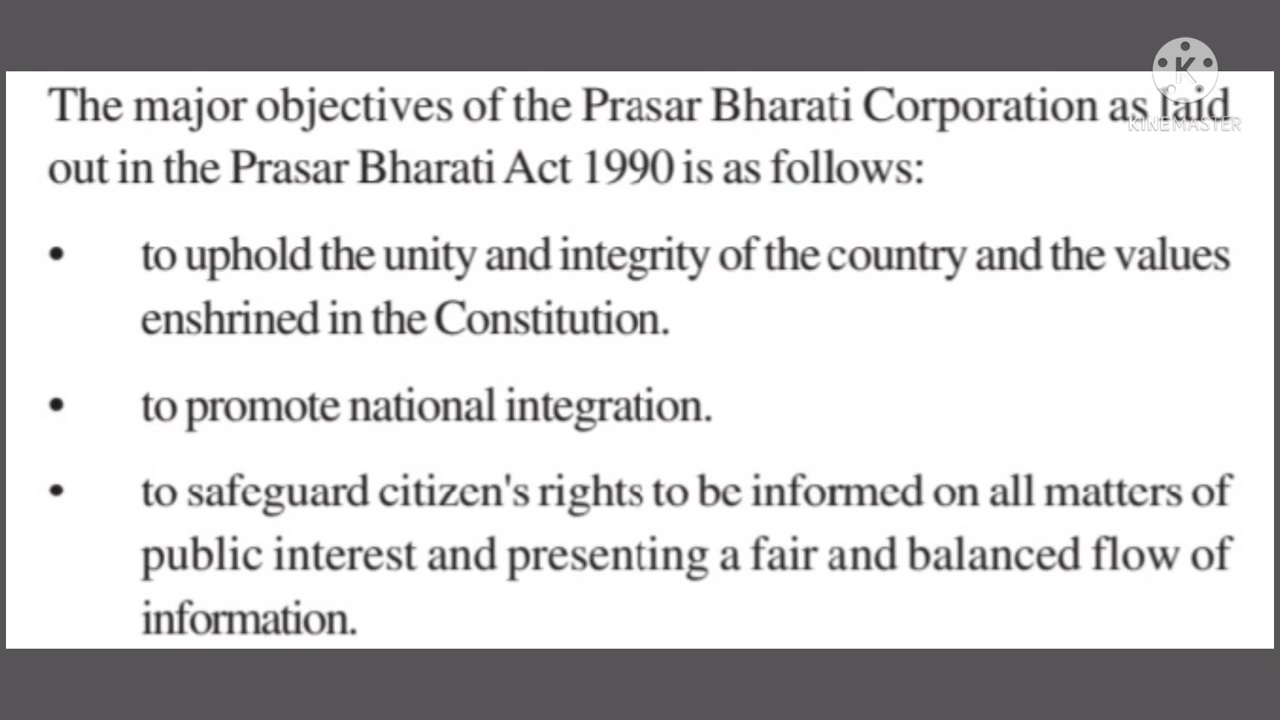 The major objectives of the Prasar Bharati Corporation as laid
KINEMASTER
out in the Prasar Bharati Act 1990 is as follows:
• to uphold the unity and integrity of the country and the values
enshrined in the Constitution.
• to promote national integration.
• to safeguard citizen's rights to be informed on all matters of
public interest and presenting a fair and balanced flow of
information.